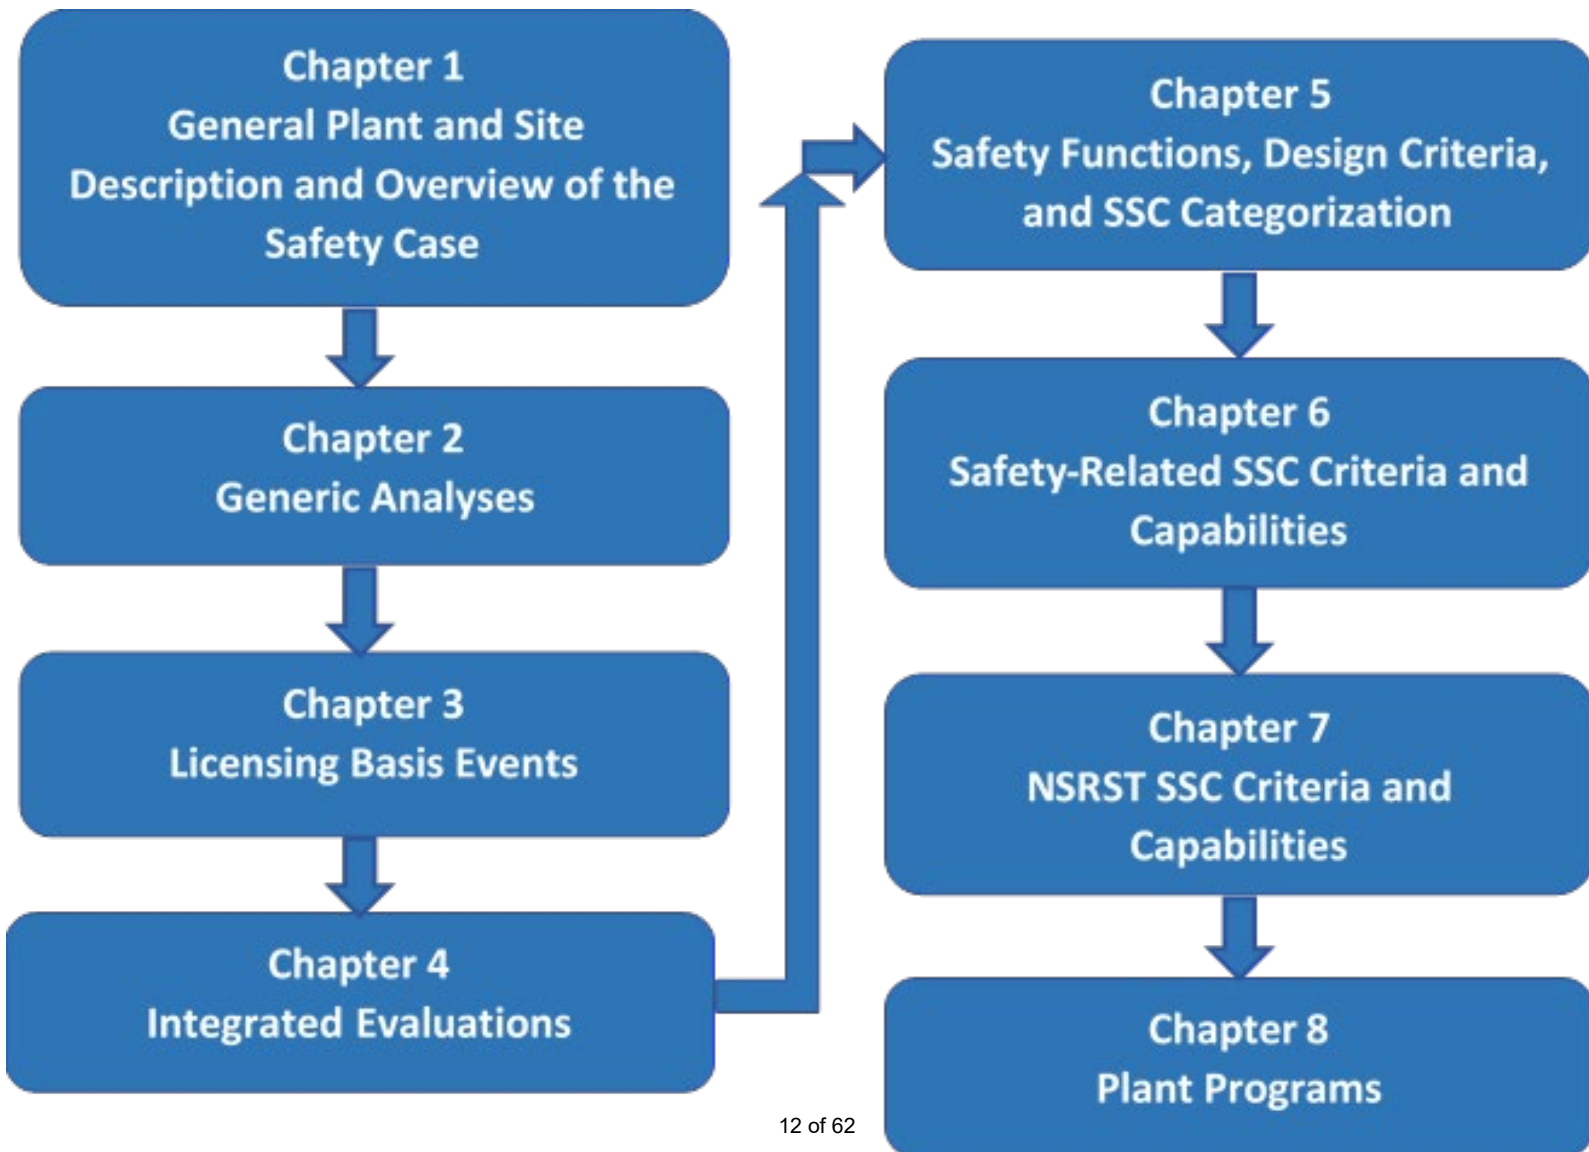 Chapter 1
General Plant and Site
Description and Overview of the
Safety Case
Chapter 2
Generic Analyses
Chapter 3
Licensing Basis Events
Chapter 4
Integrated Evaluations
Chapter 5
Safety Functions, Design Criteria,
and SSC Categorization
Chapter 6
Safety-Related SSC Criteria and
Capabilities
Chapter 7
NSRST SSC Criteria and
Capabilities
Chapter 8
Plant Programs
12 of 62